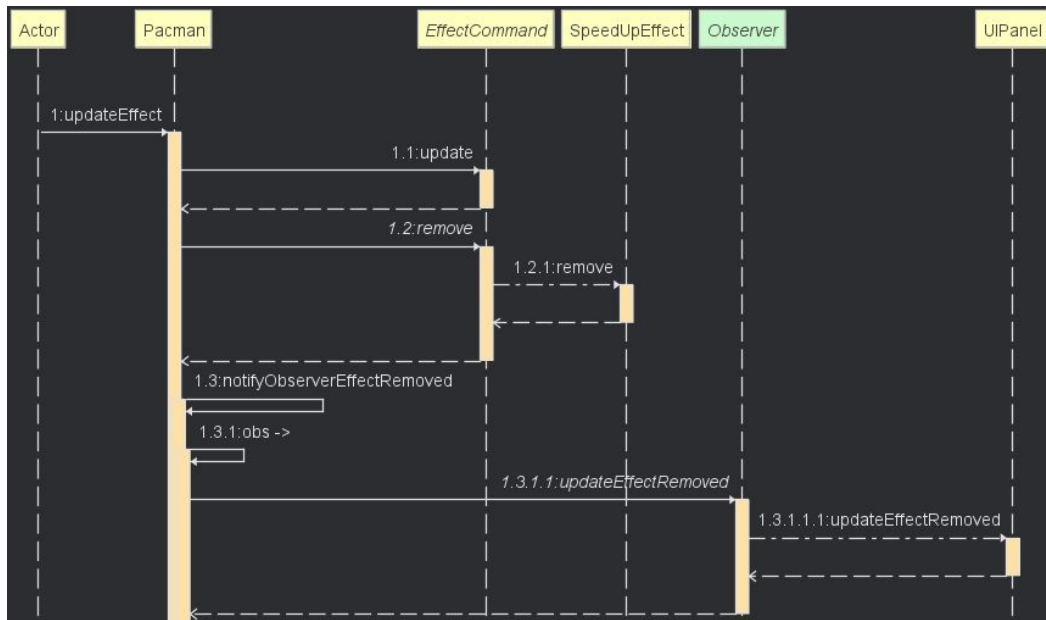 Actor
Pacman
EffectCommand
SpeedUpEffect
Observer
UIPanel
1:updateEffect
1.1:update
1.2:remove
1.2.1:remove
1.3:notifyObserverEffectRemoved
1.3.1:obs ->
1.3.1.1:updateEffectRemoved
1.3.1.1.1:updateEffectRemoved